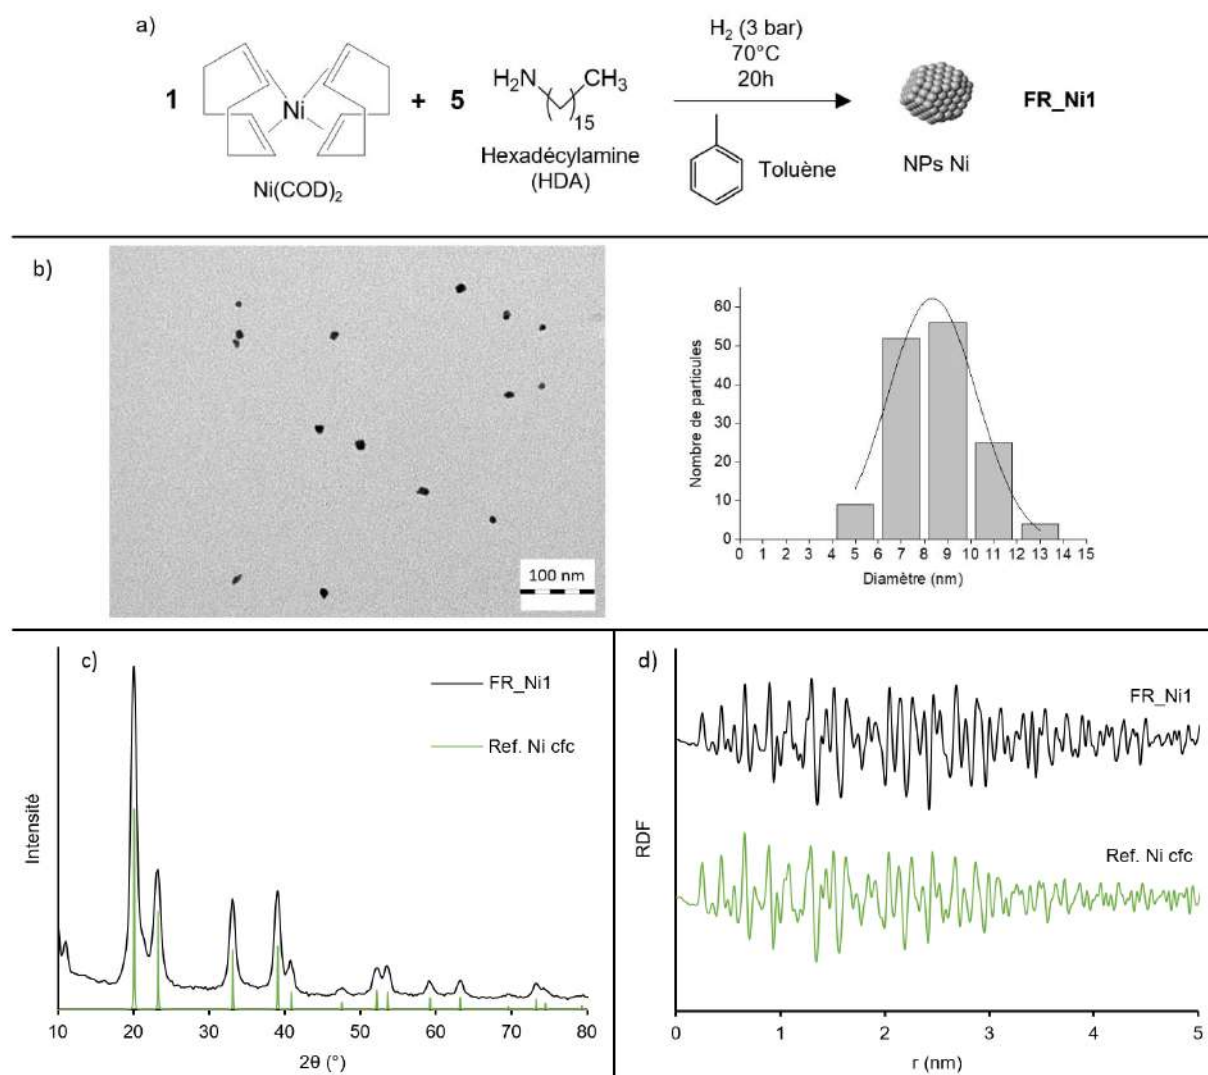 a)
1
Ni
Ni(COD)2
+
5
H2N
CH3
15
Hexadécylamine
(HDA)
H2 (3 bar)
70°C
20h
Toluène
NPs Ni
FR_Ni1
b)
100 nm
Nombre de particules
60
50
40
30
20
10
0
0 1 2 3 4 5 6 7 8 9 10 11 12 13 14 15
Diamètre (nm)
c)
FR_Ni1
Ref. Ni cfc
Intensité
10 20 30 40 50 60 70 80
2θ (°)
d)
FR_Ni1
Ref. Ni cfc
RDF
0 1 2 3 4 5
r (nm)